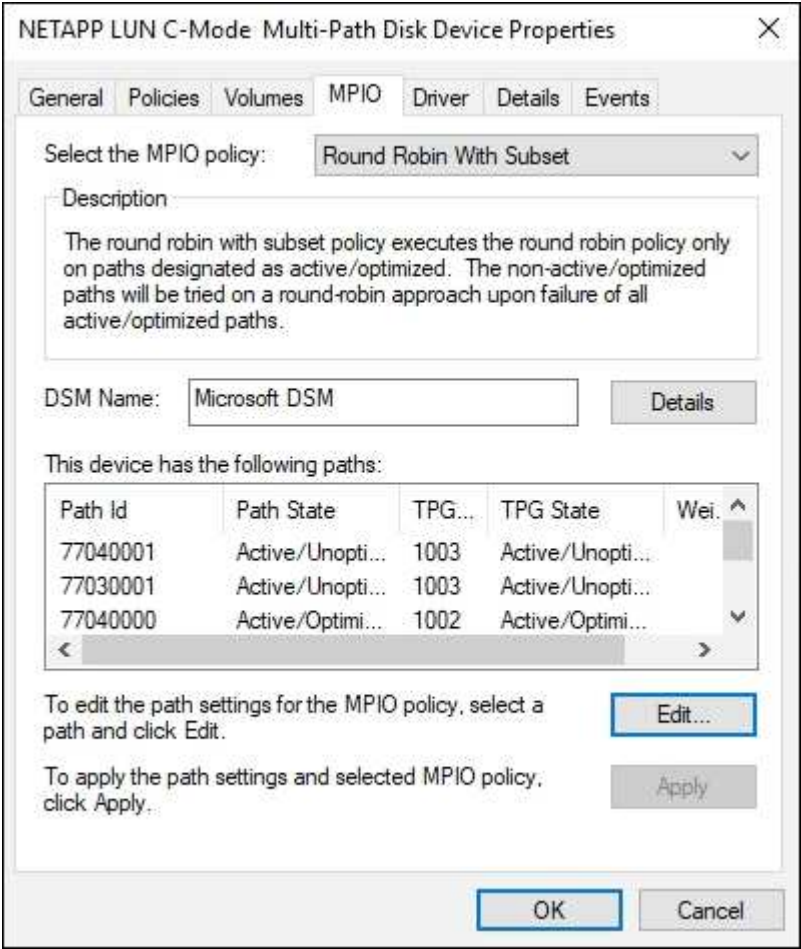 NETAPP LUN C-Mode  Multi-Path Disk Device Properties
General Policies Volumes MPIO Driver Details Events
Select the MPIO policy: Round Robin With Subset
Description
The round robin with subset policy executes the round robin policy only
on paths designated as active/optimized.  The non-active/optimized
paths will be tried on a round-robin approach upon failure of all
active/optimized paths.
DSM Name: Microsoft DSM Details
This device has the following paths:
Path Id Path State TPG... TPG State Wei.
77040001 Active/Unopti... 1003 Active/Unopti...
77030001 Active/Unopti... 1003 Active/Unopti...
77040000 Active/Optimi... 1002 Active/Optimi...
To edit the path settings for the MPIO policy, select a
path and click Edit.
Edit...
To apply the path settings and selected MPIO policy,
click Apply.
Apply
OK Cancel